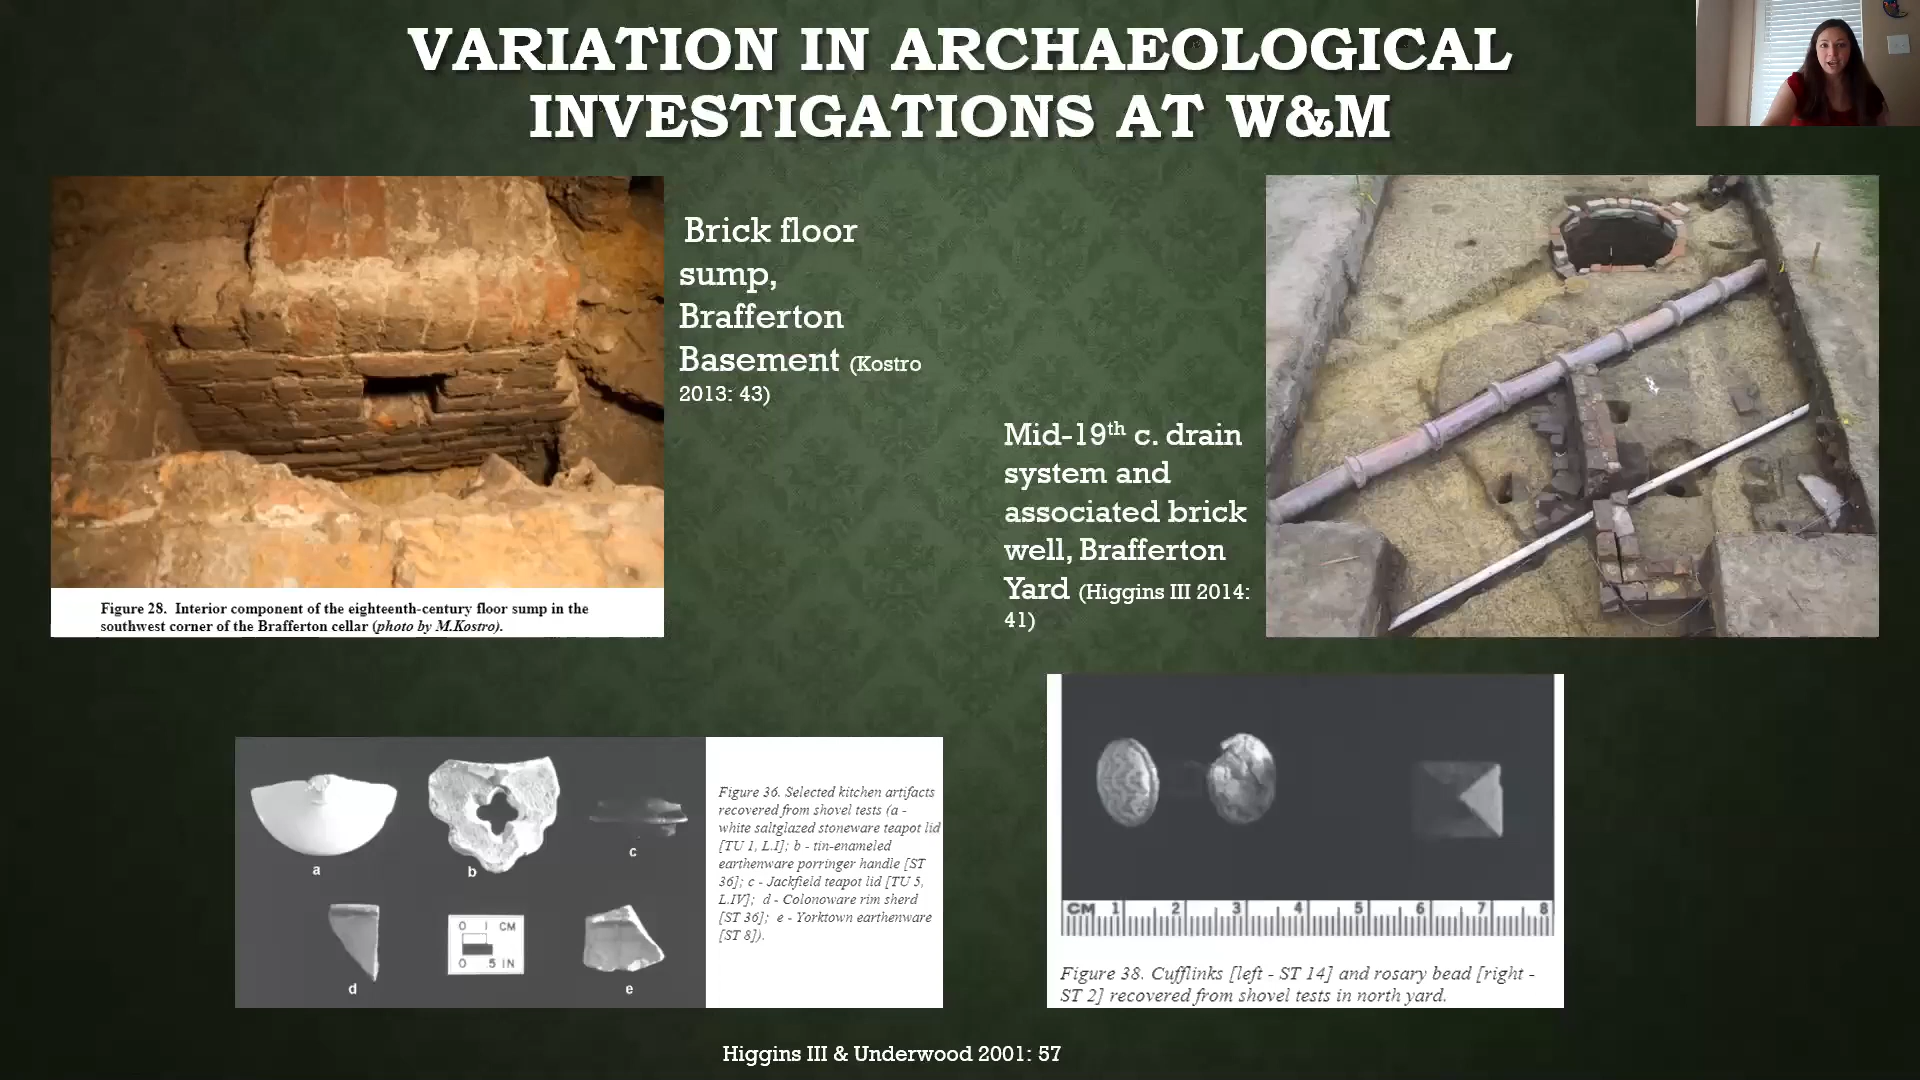 VARIATION IN ARCHAEOLOGICAL
INVESTIGATIONS AT W&M
Brick floor
sump,
Brafferton
Basement (Kostro
2013: 43)
Mid-19th c. drain
system and
associated brick
well, Brafferton
Yard (Higgins III 2014:
41)
Figure 28. Interior component of the eighteenth-century floor sump in the
southwest corner of the Brafferton cellar (photo by M.Kostro).
a
b
c
d
0 1 CM
0 .5 IN
e
Figure 36. Selected kitchen artifacts
recovered from shovel tests (a -
white saltglazed stoneware teapot lid
[TU 1, L.I]; b - tin-enameled
earthenware porringer handle [ST
36]; c - Jackfield teapot lid [TU 5,
L.IV]; d - Colonoware rim sherd
[ST 36]; e - Yorktown earthenware
[ST 8]).
CM 1 2 3 4 5 6 7 8
Figure 38. Cufflinks [left - ST 14] and rosary bead [right -
ST 2] recovered from shovel tests in north yard.
Higgins III & Underwood 2001: 57